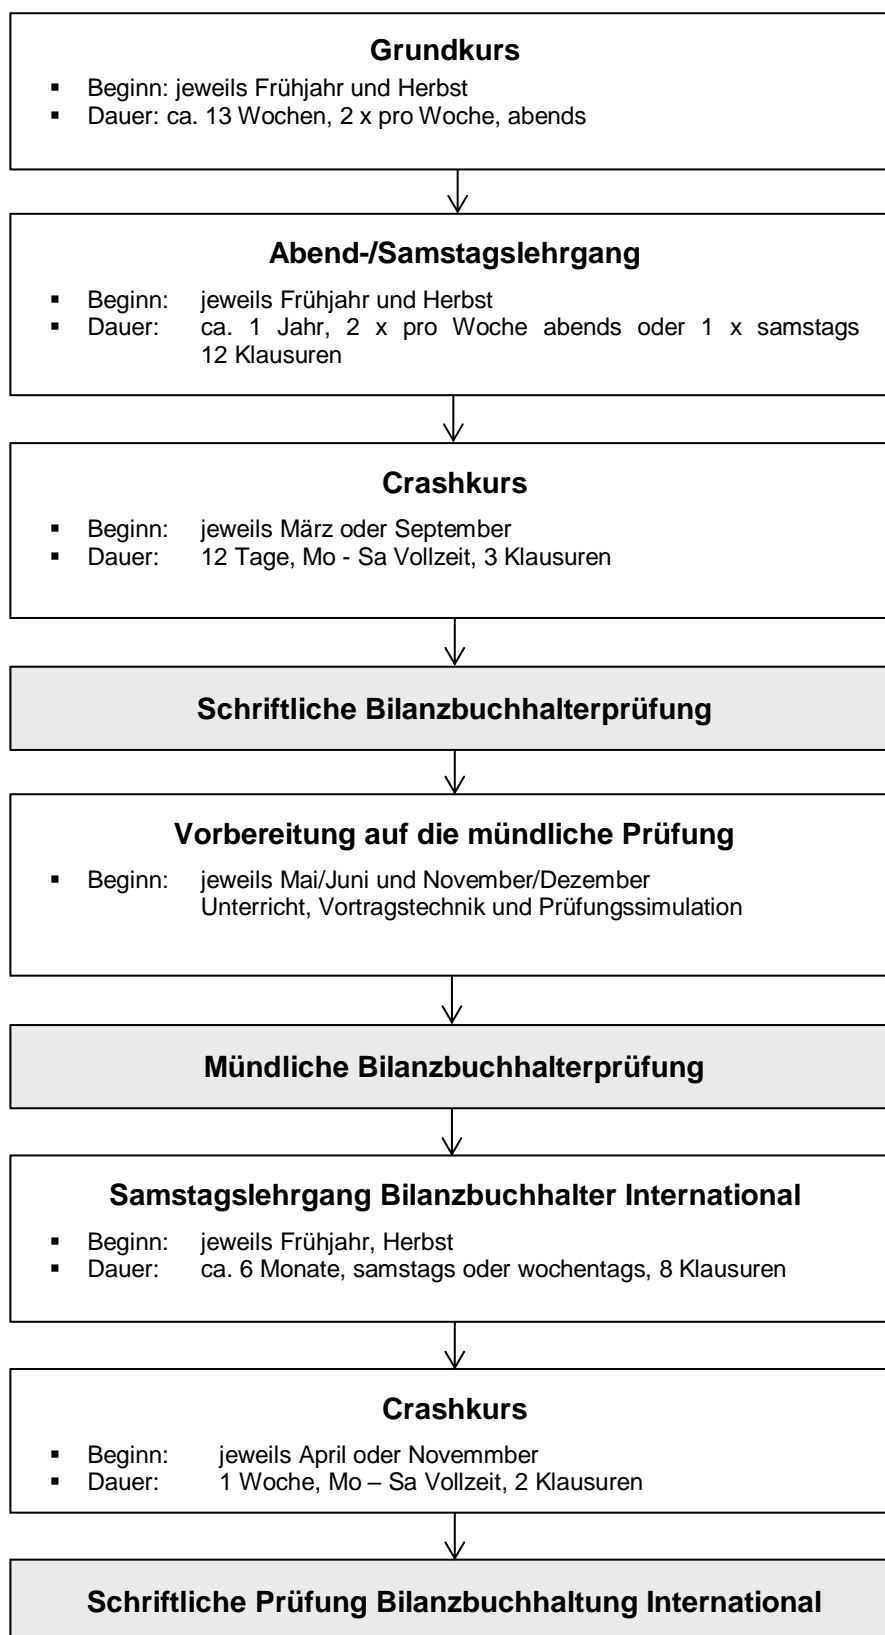 Grundkurs
▪ Beginn: jeweils Frühjahr und Herbst
▪ Dauer: ca. 13 Wochen, 2 x pro Woche, abends
Abend-/Samstagslehrgang
▪ Beginn: jeweils Frühjahr und Herbst
▪ Dauer: ca. 1 Jahr, 2 x pro Woche abends oder 1 x samstags
12 Klausuren
Crashkurs
▪ Beginn: jeweils März oder September
▪ Dauer: 12 Tage, Mo - Sa Vollzeit, 3 Klausuren
Schriftliche Bilanzbuchhalterprüfung
Vorbereitung auf die mündliche Prüfung
▪ Beginn: jeweils Mai/Juni und November/Dezember
Unterricht, Vortragstechnik und Prüfungssimulation
Mündliche Bilanzbuchhalterprüfung
Samstagslehrgang Bilanzbuchhalter International
▪ Beginn: jeweils Frühjahr, Herbst
▪ Dauer: ca. 6 Monate, samstags oder wochentags, 8 Klausuren
Crashkurs
▪ Beginn: jeweils April oder Novemmber
▪ Dauer: 1 Woche, Mo – Sa Vollzeit, 2 Klausuren
Schriftliche Prüfung Bilanzbuchhaltung International